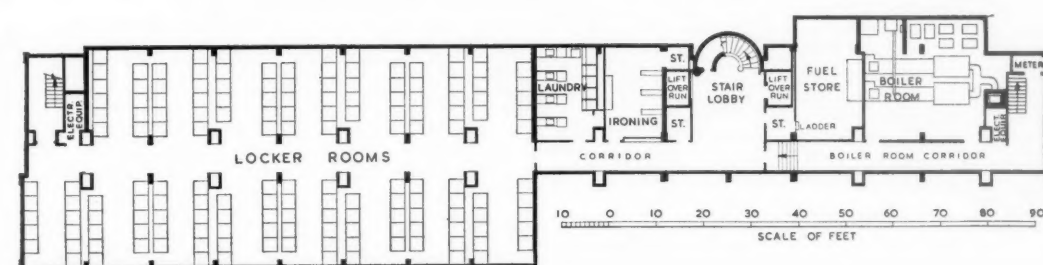 ELECTR. EQUIP.
LOCKER ROOMS
LAUNDRY
IRONING
ST.
LIFT
OVER
RUN
ST.
CORRIDOR
STAIR
LOBBY
LIFT
OVER
RUN
ST.
FUEL
STORE
LADDER
BOILER
ROOM
METER
BOILER ROOM CORRIDOR
10 0 10 20 30 40 50 60 70 80 90
SCALE OF FEET